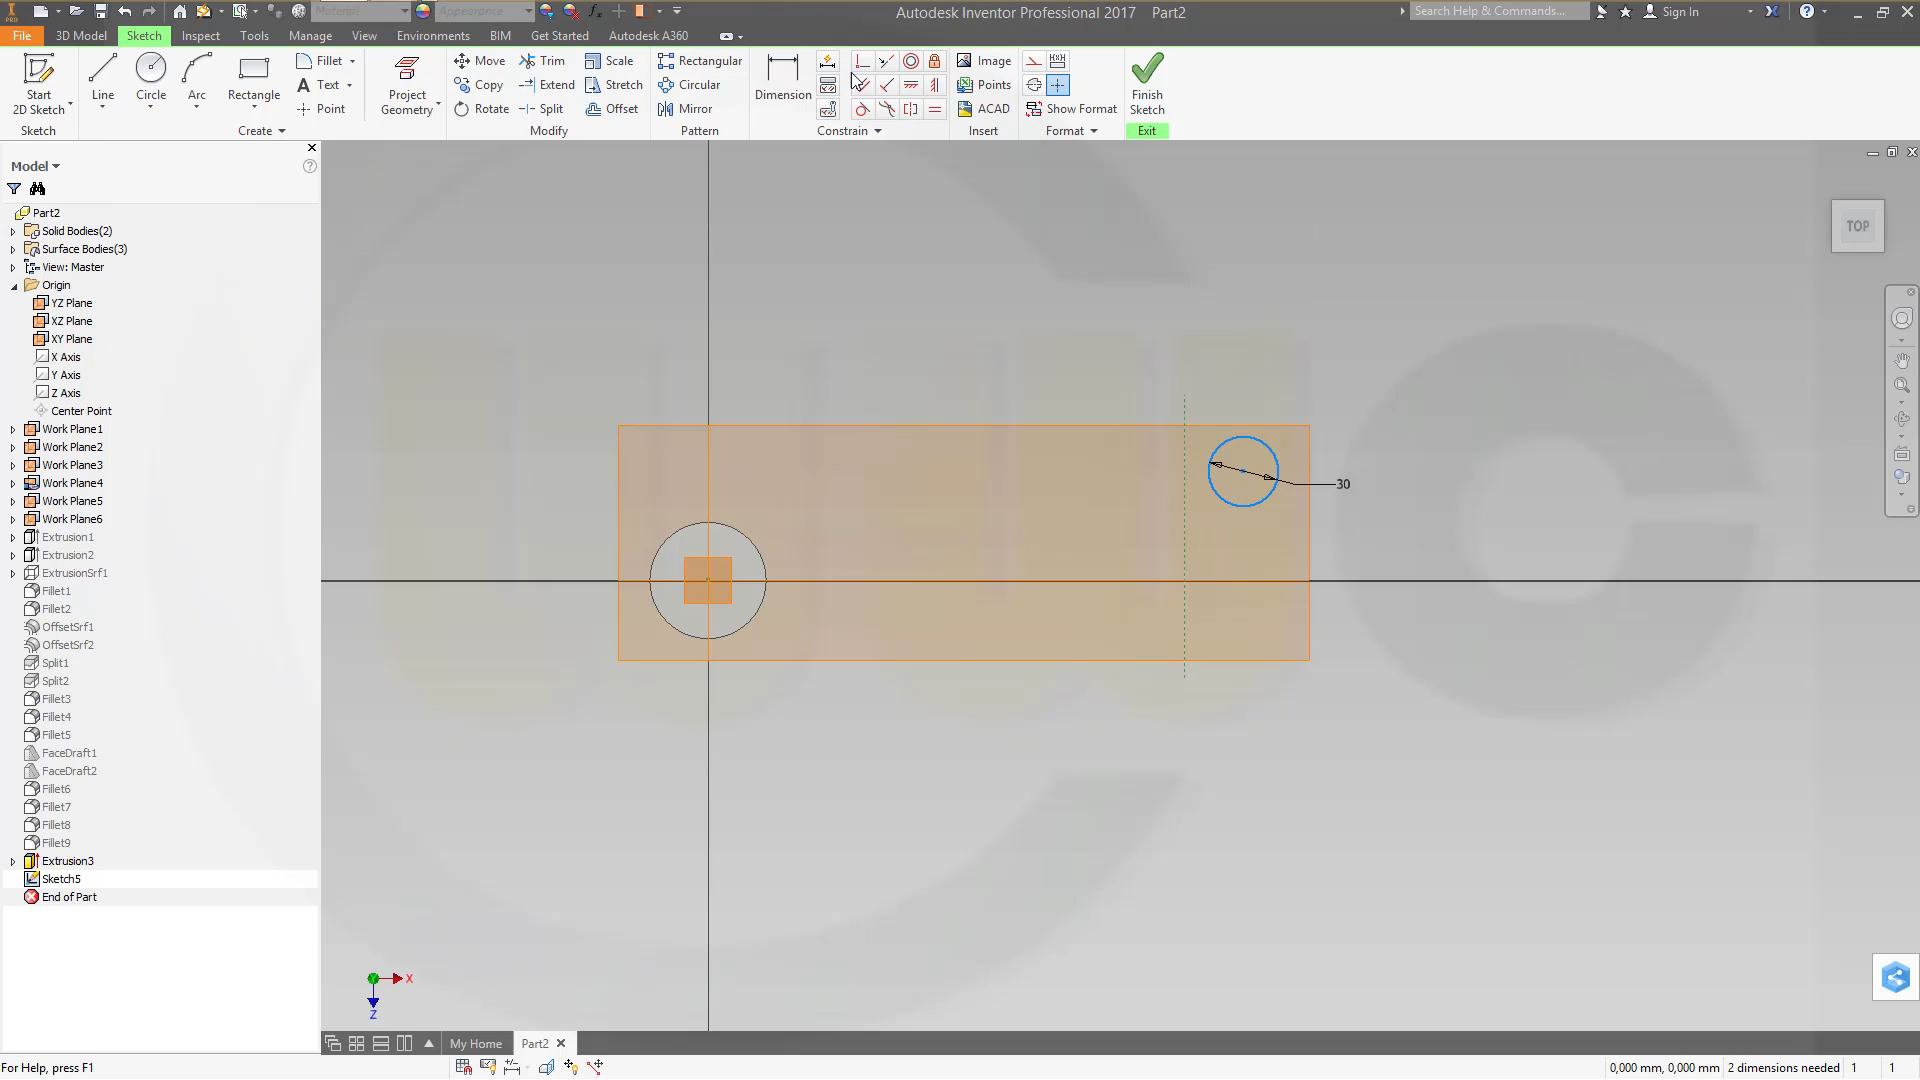 Material
Appearance
Autodesk Inventor Professional 2017 Part2
Search Help & Commands...
Sign In
File
3D Model
Sketch
Inspect
Tools
Manage
View
Environments
BIM
Get Started
Autodesk A360
Start
2D Sketch
Line
Circle
Arc
Rectangle
Fillet
Text
Point
Project
Geometry
Move
Copy
Rotate
Trim
Extend
Split
Scale
Stretch
Offset
Rectangular
Circular
Mirror
Dimension
Image
Points
ACAD
Show Format
Finish
Sketch
Sketch
Create
Modify
Pattern
Constrain
Insert
Format
Exit
Model
Part2
Solid Bodies(2)
Surface Bodies(3)
View: Master
Origin
YZ Plane
XZ Plane
XY Plane
X Axis
Y Axis
Z Axis
Center Point
Work Plane1
Work Plane2
Work Plane3
Work Plane4
Work Plane5
Work Plane6
Extrusion1
Extrusion2
ExtrusionSrf1
Fillet1
Fillet2
OffsetSrf1
OffsetSrf2
Split1
Split2
Fillet3
Fillet4
Fillet5
FaceDraft1
FaceDraft2
Fillet6
Fillet7
Fillet8
Fillet9
Extrusion3
Sketch5
End of Part
TOP
30
X
Z
My Home
Part2
For Help, press F1
0,000 mm, 0,000 mm
2 dimensions needed
1
1